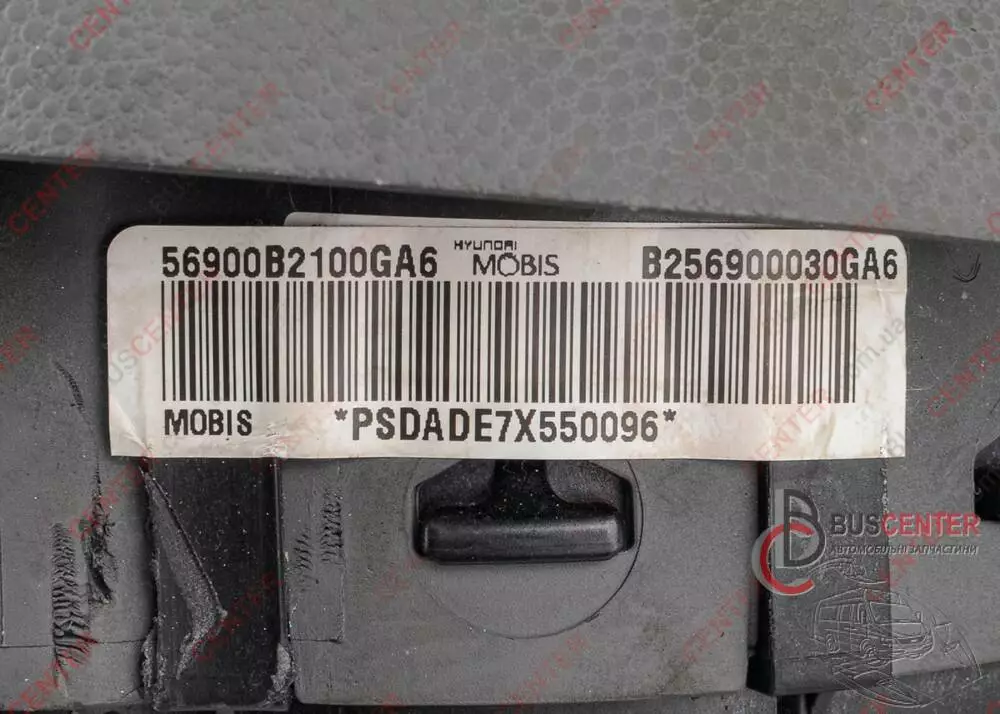 56900B2100GA6 HYUNDAI MOBIS B256900030GA6
MOBIS *PSDADE7X550096*
BUSCENTER
АВТОМОБІЛЬНІ ЗАПЧАСТИНИ